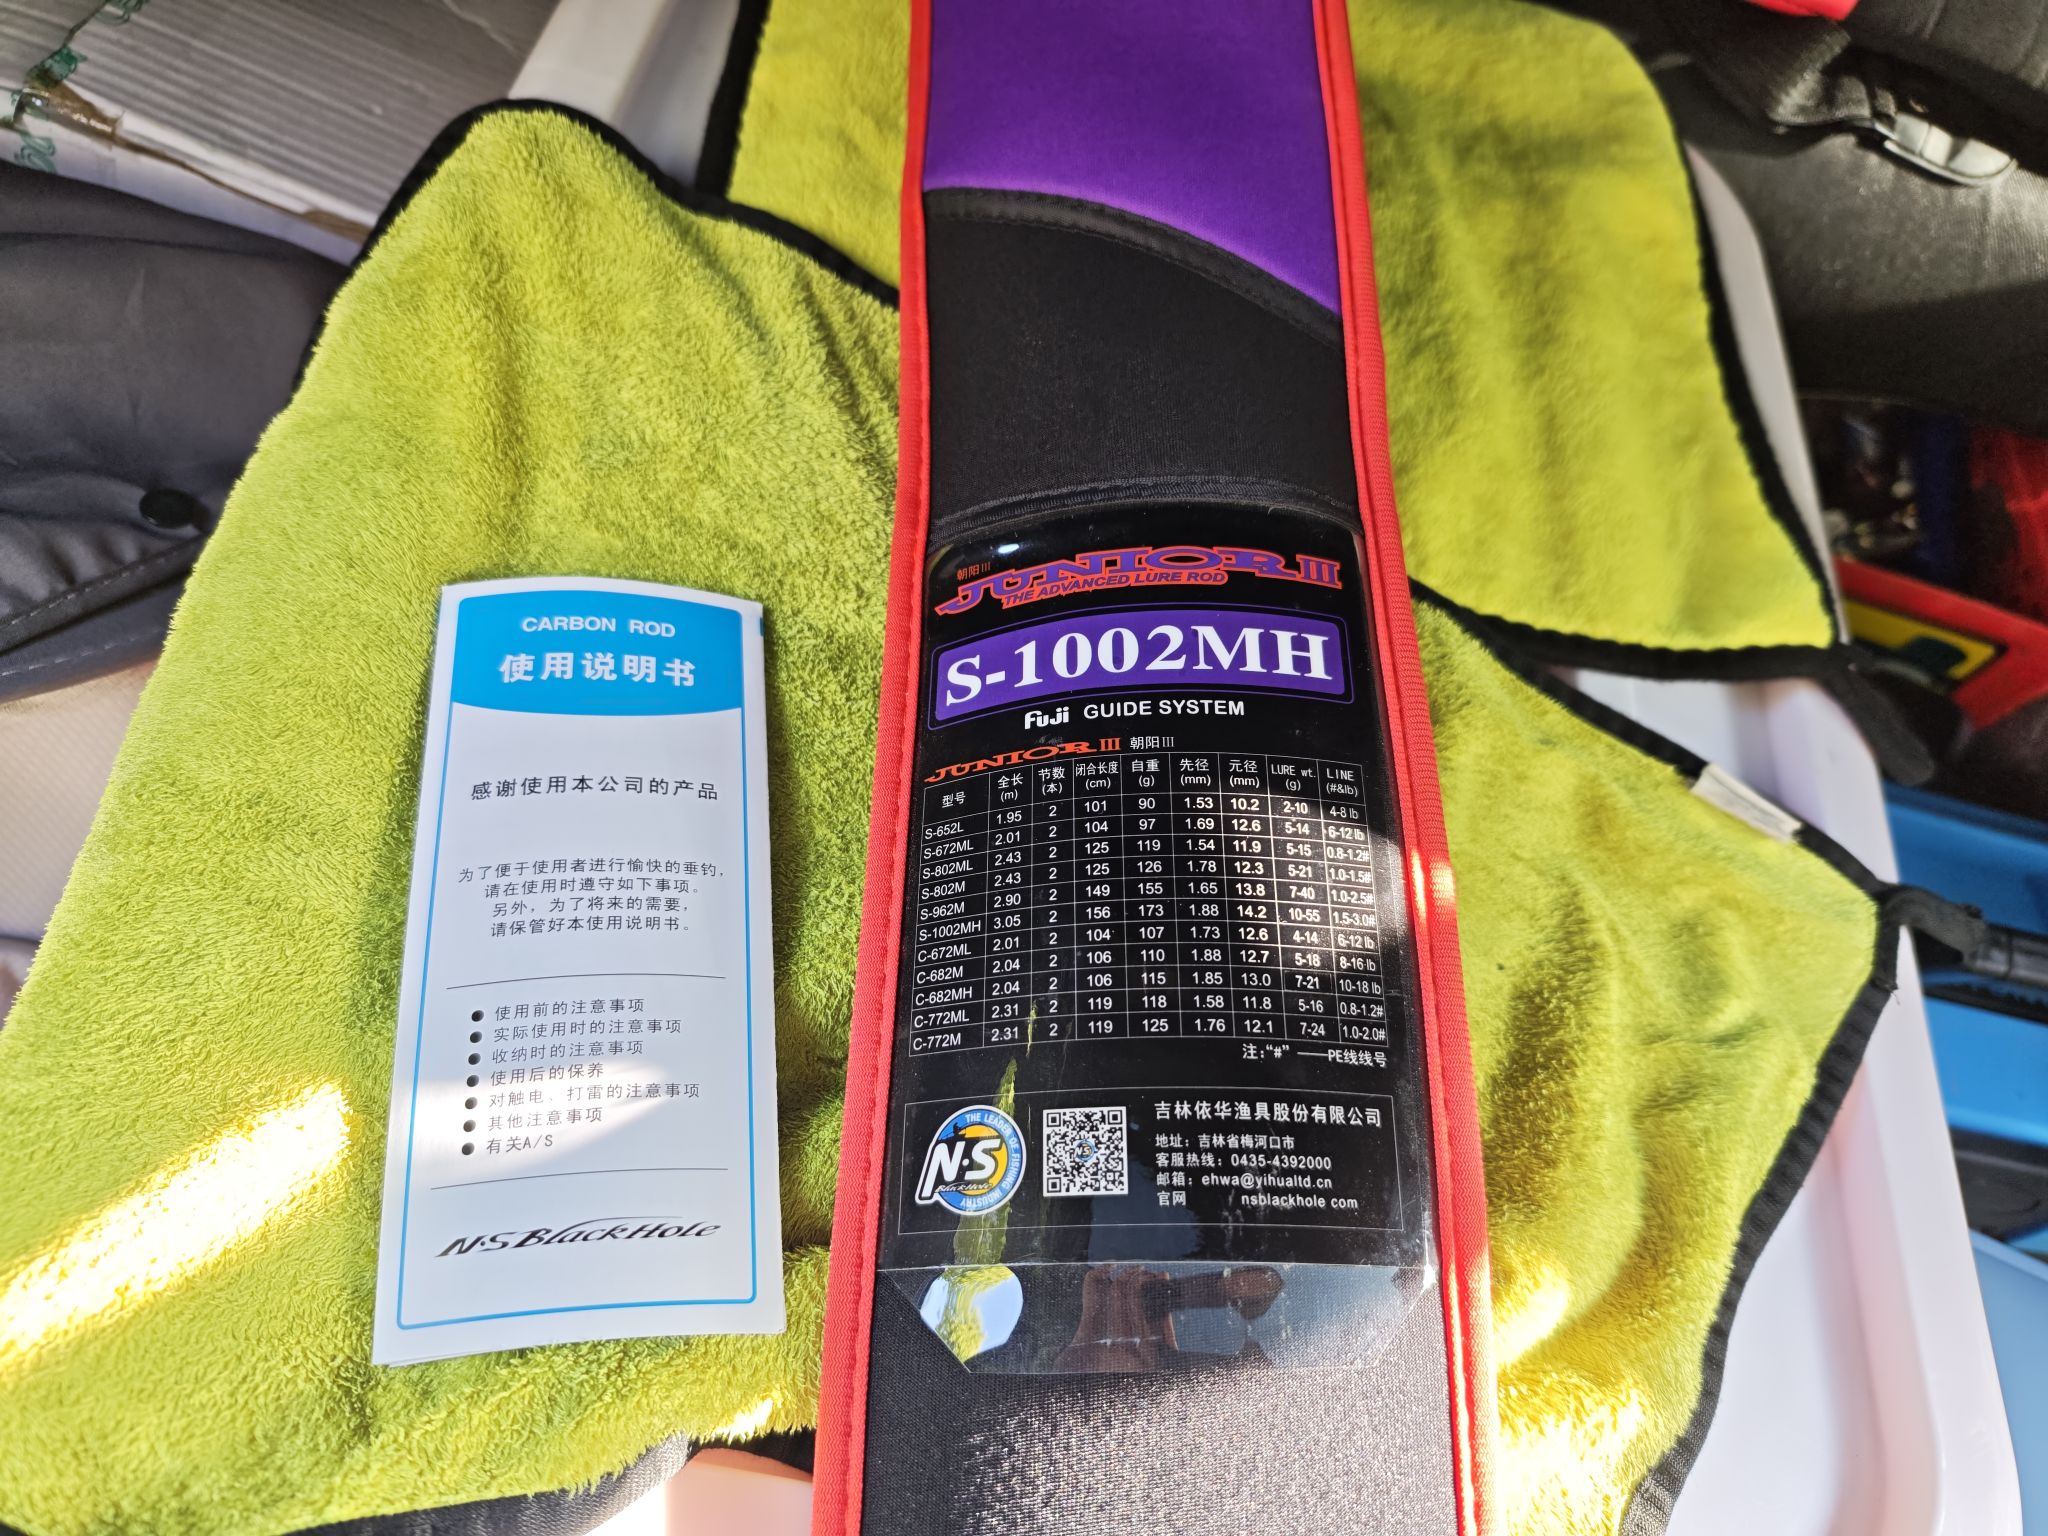 CARBON ROD
使用说明书
感谢使用本公司的产品
为了便于使用者进行愉快的垂钓，
请在使用时遵守如下事项。
另外，为了将来的需要，
请保管好本使用说明书。
● 使用前的注意事项
● 实际使用时的注意事项
● 收纳时的注意事项
● 使用后的保养
● 对触电、打雷的注意事项
● 其他注意事项
● 有关A/S
N·S Black Hole
朝阳III
JUNIOR III
THE ADVANCED LURE ROD
S-1002MH
Fuji GUIDE SYSTEM
JUNIOR III 朝阳III
型号 全长(m) 节数(本) 闭合长度(cm) 自重(g) 先径(mm) 元径(mm) LURE wt.(g) LINE(#&lb)
S-652L 1.95 2 101 90 1.53 10.2 2-10 4-8 lb
S-672ML 2.01 2 104 97 1.69 12.6 5-14 6-12 lb
S-802ML 2.43 2 125 119 1.54 11.9 5-15 0.8-1.2#
S-802M 2.43 2 125 126 1.78 12.3 5-21 1.0-1.5#
S-962M 2.90 2 149 155 1.65 13.8 7-40 1.0-2.5#
S-1002MH 3.05 2 156 173 1.88 14.2 10-55 1.5-3.0#
C-672ML 2.01 2 104 107 1.73 12.6 4-14 6-12 lb
C-682M 2.04 2 106 110 1.88 12.7 5-18 8-16 lb
C-682MH 2.04 2 106 115 1.85 13.0 7-21 10-18 lb
C-772ML 2.31 2 119 118 1.58 11.8 5-16 0.8-1.2#
C-772M 2.31 2 119 125 1.76 12.1 7-24 1.0-2.0#
注：“#”——PE线线号
THE LEADER OF FISHING INDUSTRY
N·S
Black Hole
吉林依华渔具股份有限公司
地址：吉林省梅河口市
客服热线：0435-4392000
邮箱：ehwa@yihualtd.cn
官网 nsblackhole com